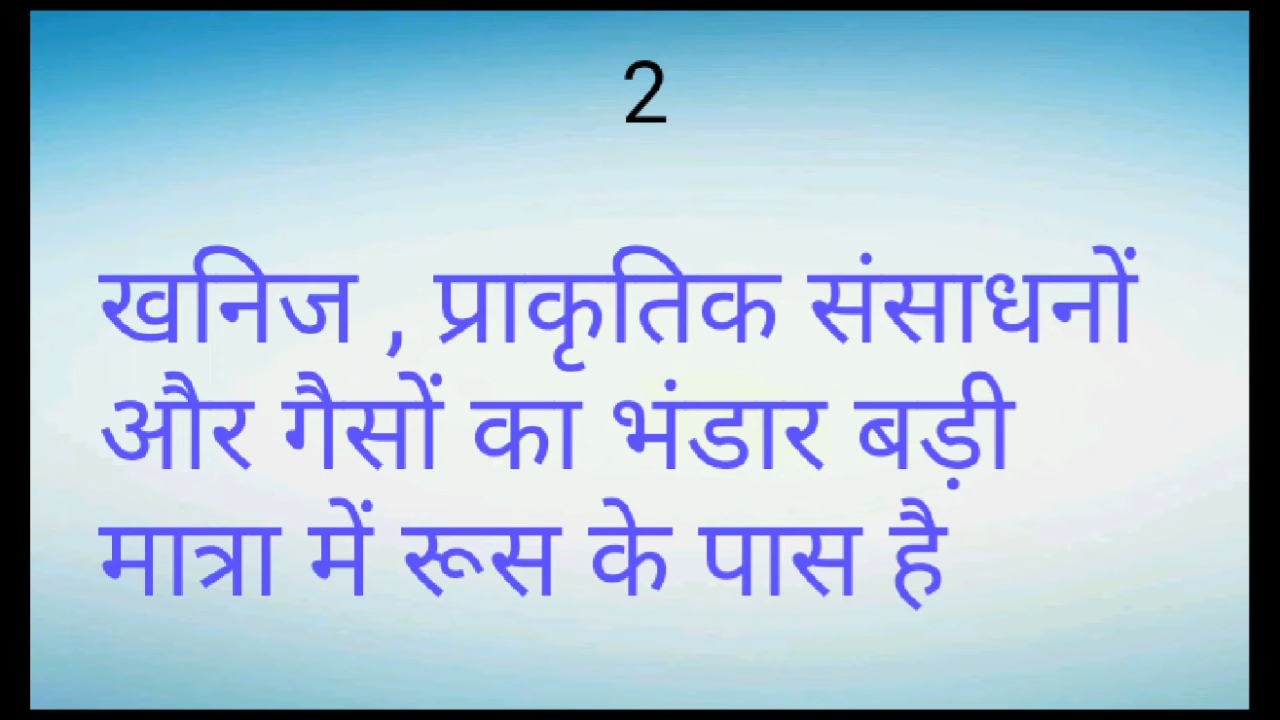 2
खनिज , प्राकृतिक संसाधनों
और गैसों का भंडार बड़ी
मात्रा में रूस के पास है